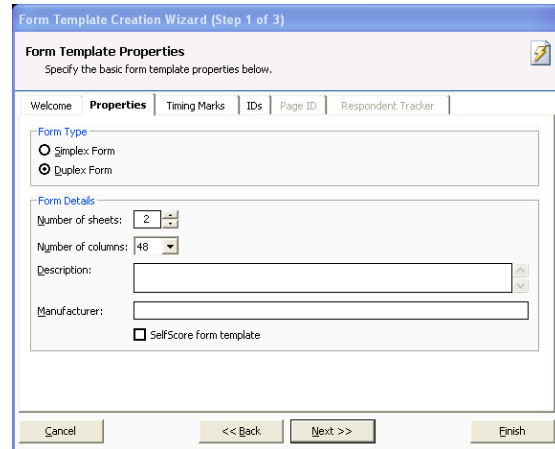 Form Template Creation Wizard (Step 1 of 3)
Form Template Properties
Specify the basic form template properties below.
Welcome Properties Timing Marks IDs Page ID Respondent Tracker
Form Type
Simplex Form
Duplex Form
Form Details
Number of sheets: 2
Number of columns: 48
Description:
Manufacturer:
SelfScore form template
Cancel << Back Next >> Finish